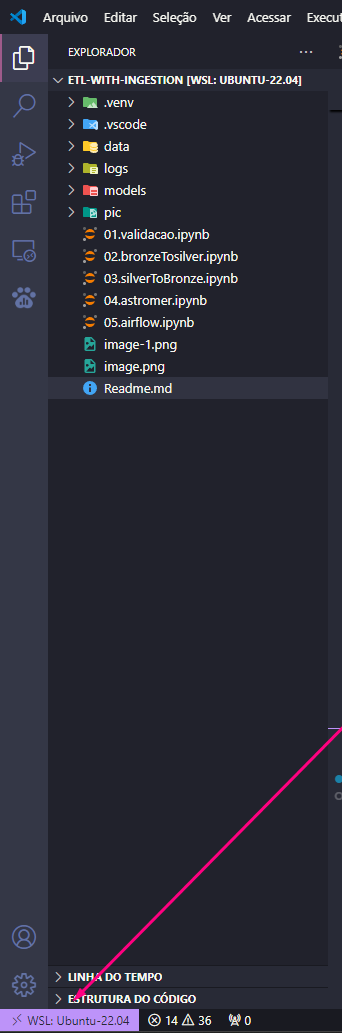 Arquivo Editar Seleção Ver Acessar Execut
EXPLORADOR
ETL-WITH-INGESTION [WSL: UBUNTU-22.04]
.venv
.vscode
data
logs
models
pic
01.validacao.ipynb
02.bronzeTosilver.ipynb
03.silverToBronze.ipynb
04.astromer.ipynb
05.airflow.ipynb
image-1.png
image.png
Readme.md
LINHA DO TEMPO
ESTRUTURA DO CÓDIGO
WSL: Ubuntu-22.04 14 36 0